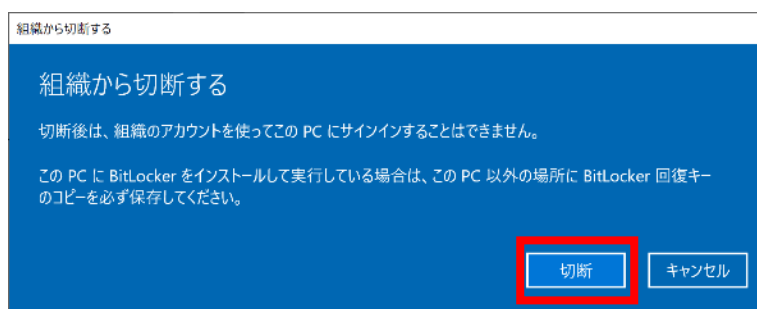 組織から切断する
組織から切断する
切断後は、組織のアカウントを使ってこの PC にサインインすることはできません。
この PC に BitLocker をインストールして実行している場合は、この PC 以外の場所に BitLocker 回復キー
のコピーを必ず保存してください。
切断
キャンセル